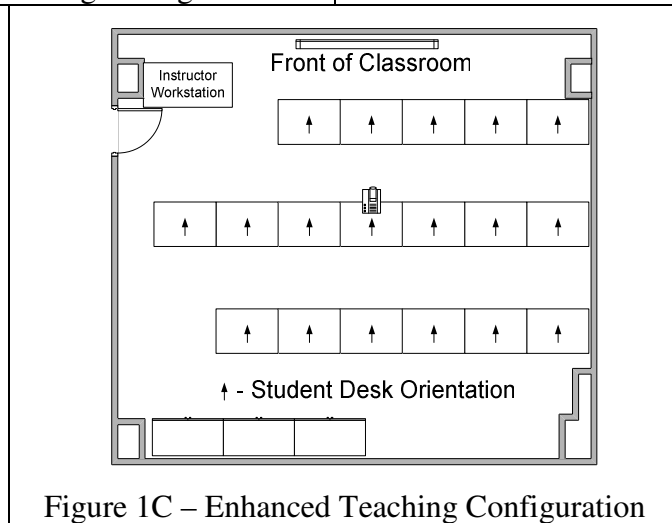 Front of Classroom
Instructor
Workstation
- Student Desk Orientation
Figure 1C – Enhanced Teaching Configuration